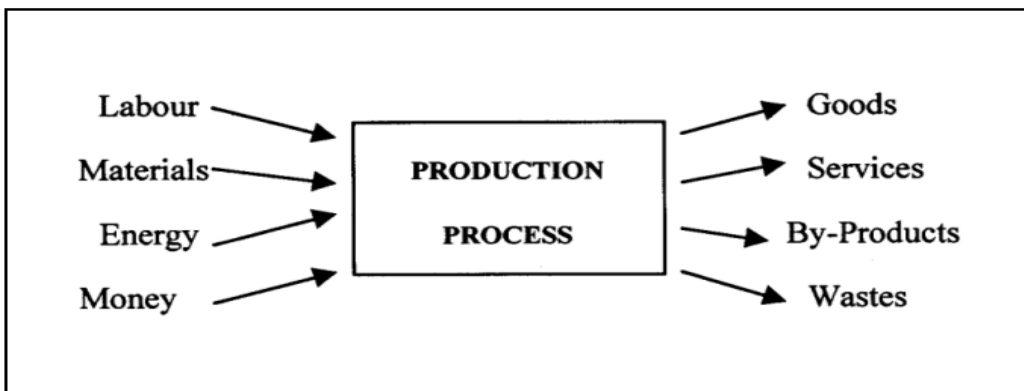 Labour
Materials
Energy
Money
PRODUCTION
PROCESS
Goods
Services
By-Products
Wastes